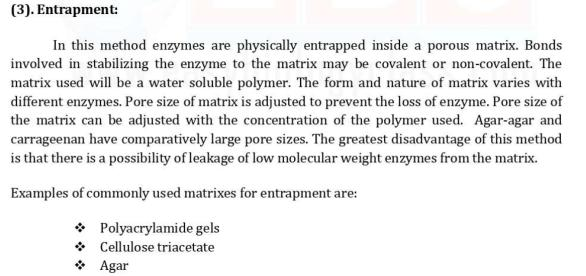 (3). Entrapment:
In this method enzymes are physically entrapped inside a porous matrix. Bonds
involved in stabilizing the enzyme to the matrix may be covalent or non-covalent. The
matrix used will be a water soluble polymer. The form and nature of matrix varies with
different enzymes. Pore size of matrix is adjusted to prevent the loss of enzyme. Pore size of
the matrix can be adjusted with the concentration of the polymer used. Agar-agar and
carrageenan have comparatively large pore sizes. The greatest disadvantage of this method
is that there is a possibility of leakage of low molecular weight enzymes from the matrix.
Examples of commonly used matrixes for entrapment are:
❖ Polyacrylamide gels
❖ Cellulose triacetate
❖ Agar